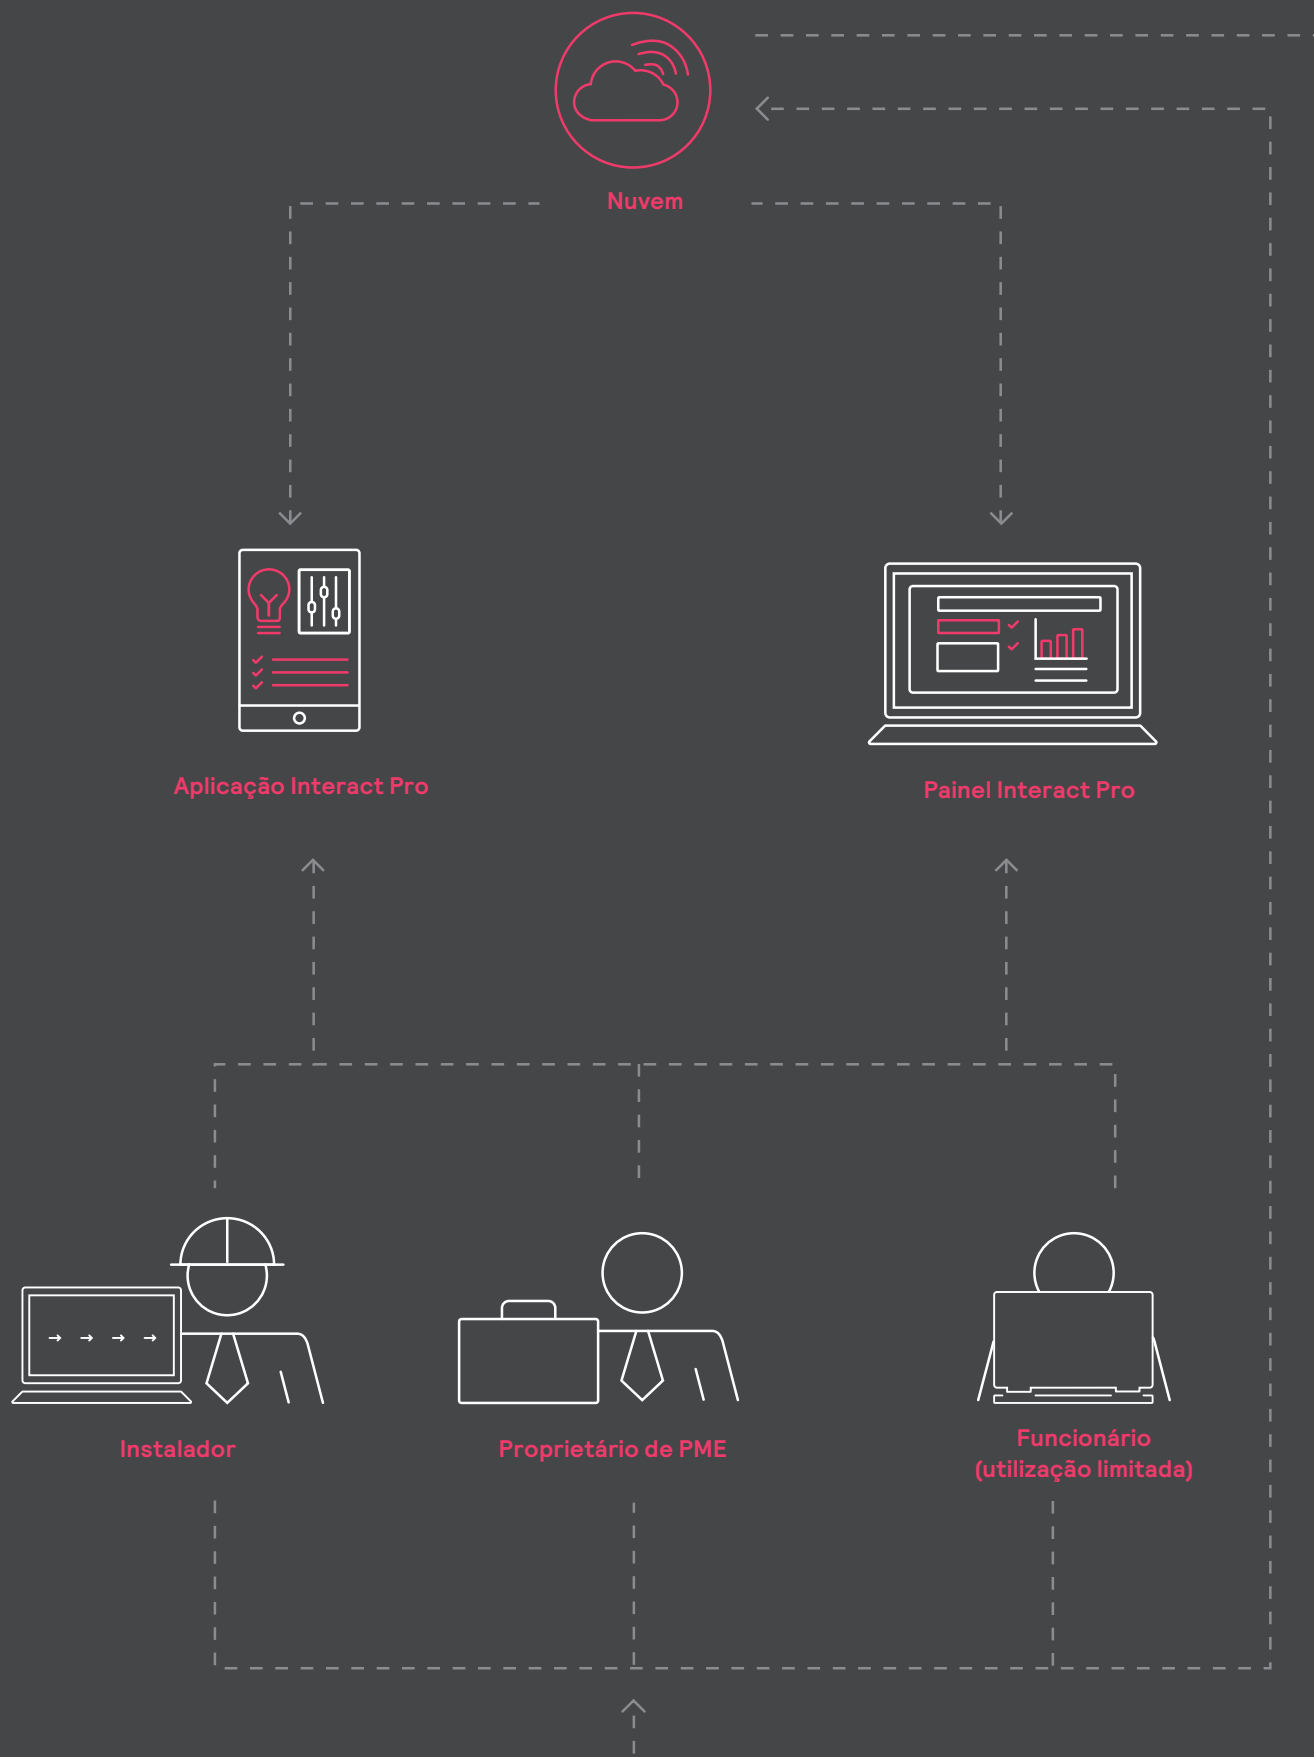 Nuvem
Aplicação Interact Pro
Painel Interact Pro
Instalador
Proprietário de PME
Funcionário
(utilização limitada)